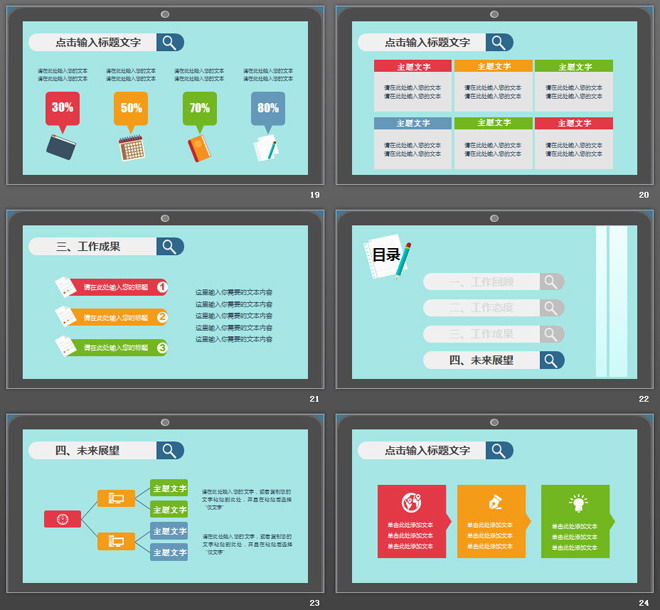 点击输入标题文字
请在此处输入您的文本 请在此处输入您的文本 请在此处输入您的文本 请在此处输入您的文本
请在此处输入您的文本 请在此处输入您的文本 请在此处输入您的文本 请在此处输入您的文本
30% 50% 70% 80%
19
点击输入标题文字
主题文字 主题文字 主题文字
请在此处输入您的文本 请在此处输入您的文本 请在此处输入您的文本
请在此处输入您的文本 请在此处输入您的文本 请在此处输入您的文本
主题文字 主题文字 主题文字
请在此处输入您的文本 请在此处输入您的文本 请在此处输入您的文本
请在此处输入您的文本 请在此处输入您的文本 请在此处输入您的文本
20
三、工作成果
请在此处输入您的标题 1
请在此处输入您的标题 2
请在此处输入您的标题 3
这里输入你需要的文本内容
这里输入你需要的文本内容
这里输入你需要的文本内容
这里输入你需要的文本内容
这里输入你需要的文本内容
21
目录
一、工作回顾
二、工作态度
三、工作成果
四、未来展望
22
四、未来展望
主题文字
主题文字
主题文字
主题文字
请在此处输入您的文字，或者复制您的
文字粘贴到此处，并且在粘贴后选择
“仅文字”
请在此处输入您的文字，或者复制您的
文字粘贴到此处，并且在粘贴后选择
“仅文字”
23
点击输入标题文字
单击此处添加文本 单击此处添加文本 单击此处添加文本
单击此处添加文本 单击此处添加文本 单击此处添加文本
单击此处添加文本 单击此处添加文本 单击此处添加文本
24